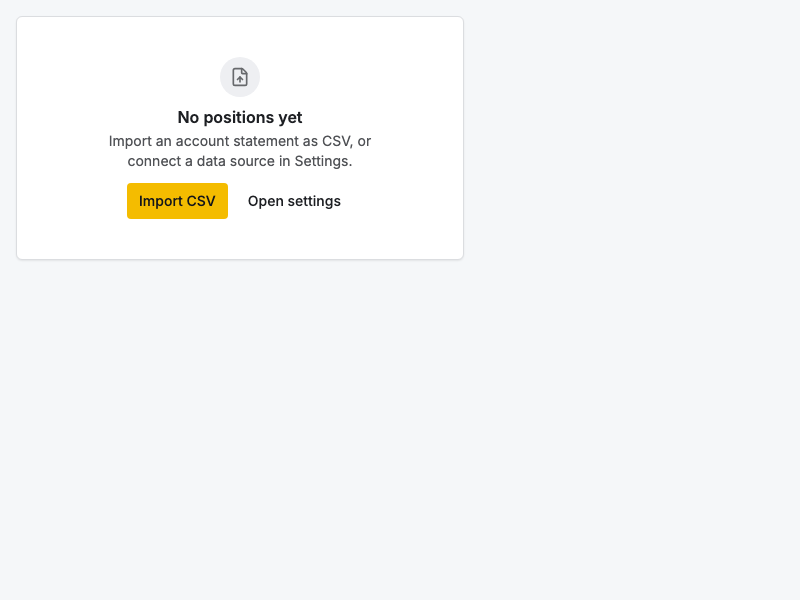 No positions yet
Import an account statement as CSV, or
connect a data source in Settings.
Import CSV
Open settings